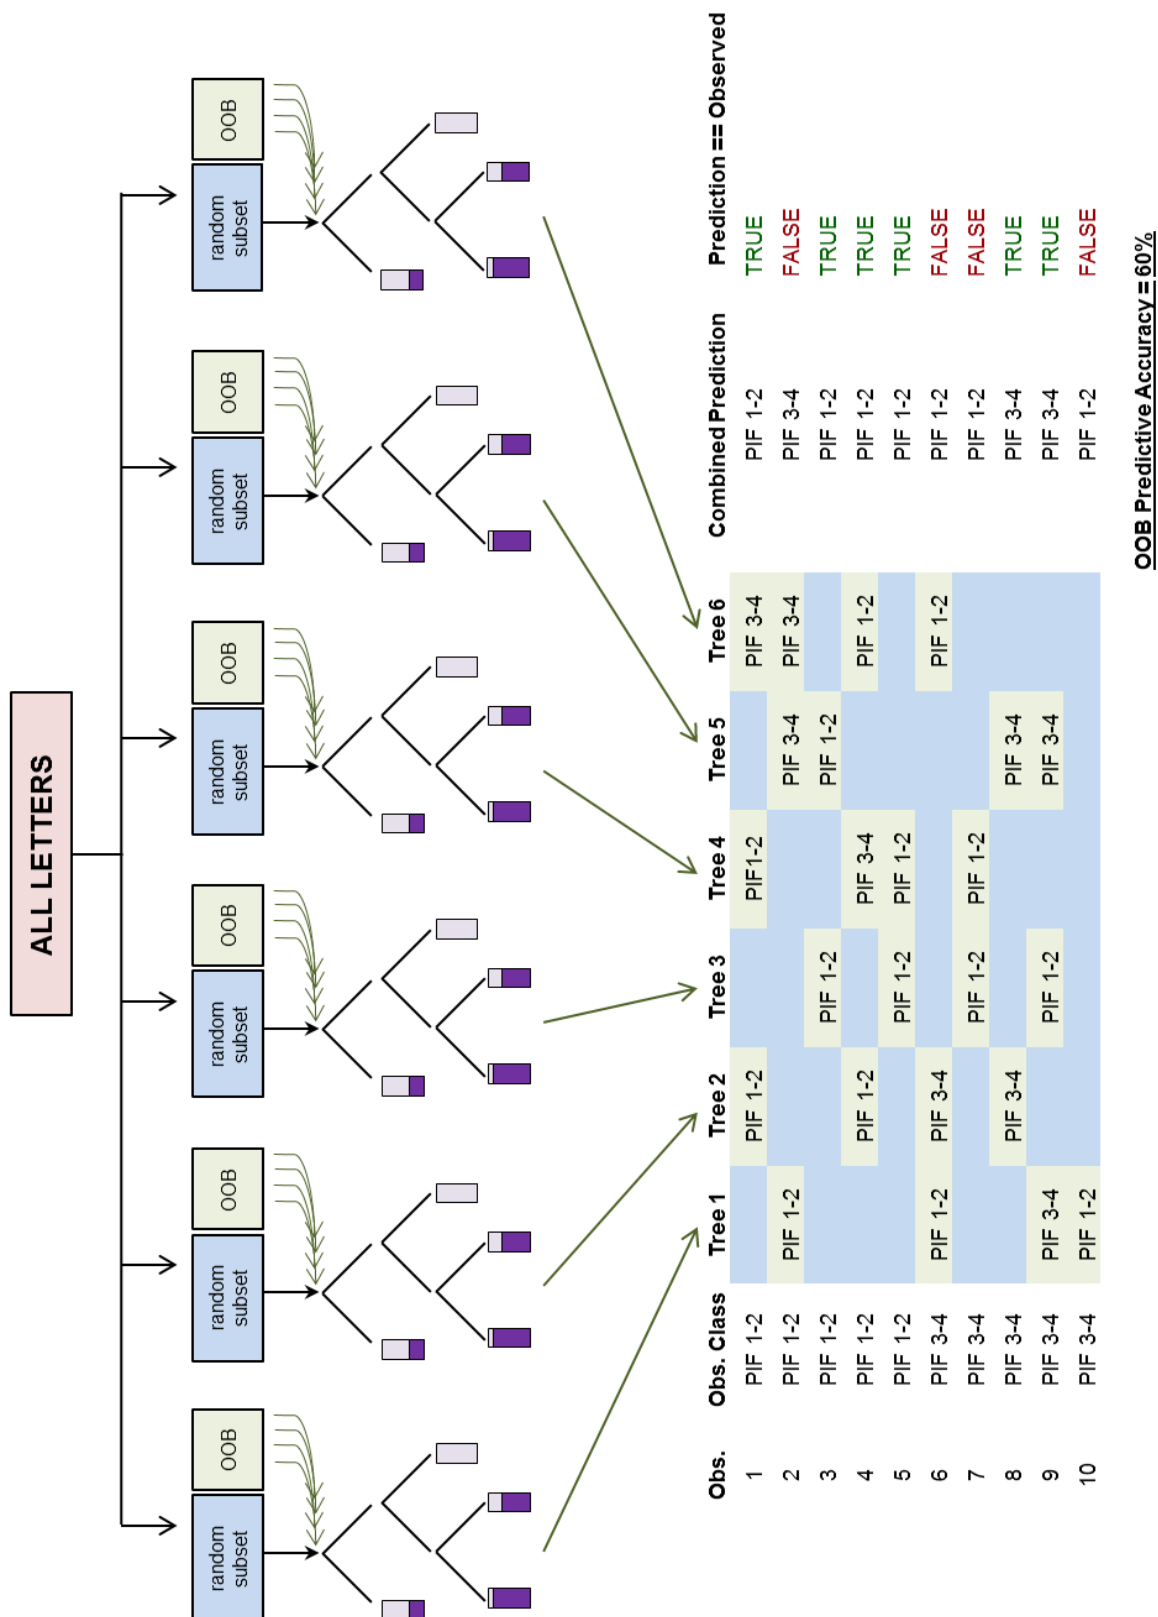 ALL LETTERS
random subset OOB random subset OOB random subset OOB random subset OOB random subset OOB random subset OOB
Obs. Obs. Class Tree 1 Tree 2 Tree 3 Tree 4 Tree 5 Tree 6 Combined Prediction Prediction == Observed
1 PIF 1-2 PIF 1-2 PIF1-2 PIF 3-4 PIF 1-2 TRUE
2 PIF 1-2 PIF 1-2 PIF 3-4 PIF 3-4 PIF 3-4 FALSE
3 PIF 1-2 PIF 1-2 PIF 1-2 PIF 1-2 TRUE
4 PIF 1-2 PIF 1-2 PIF 3-4 PIF 1-2 PIF 1-2 TRUE
5 PIF 1-2 PIF 1-2 PIF 1-2 PIF 1-2 TRUE
6 PIF 3-4 PIF 1-2 PIF 3-4 PIF 1-2 PIF 1-2 FALSE
7 PIF 3-4 PIF 1-2 PIF 1-2 PIF 1-2 FALSE
8 PIF 3-4 PIF 3-4 PIF 3-4 PIF 3-4 TRUE
9 PIF 3-4 PIF 3-4 PIF 1-2 PIF 3-4 PIF 3-4 TRUE
10 PIF 3-4 PIF 1-2 PIF 1-2 FALSE
OOB Predictive Accuracy = 60%